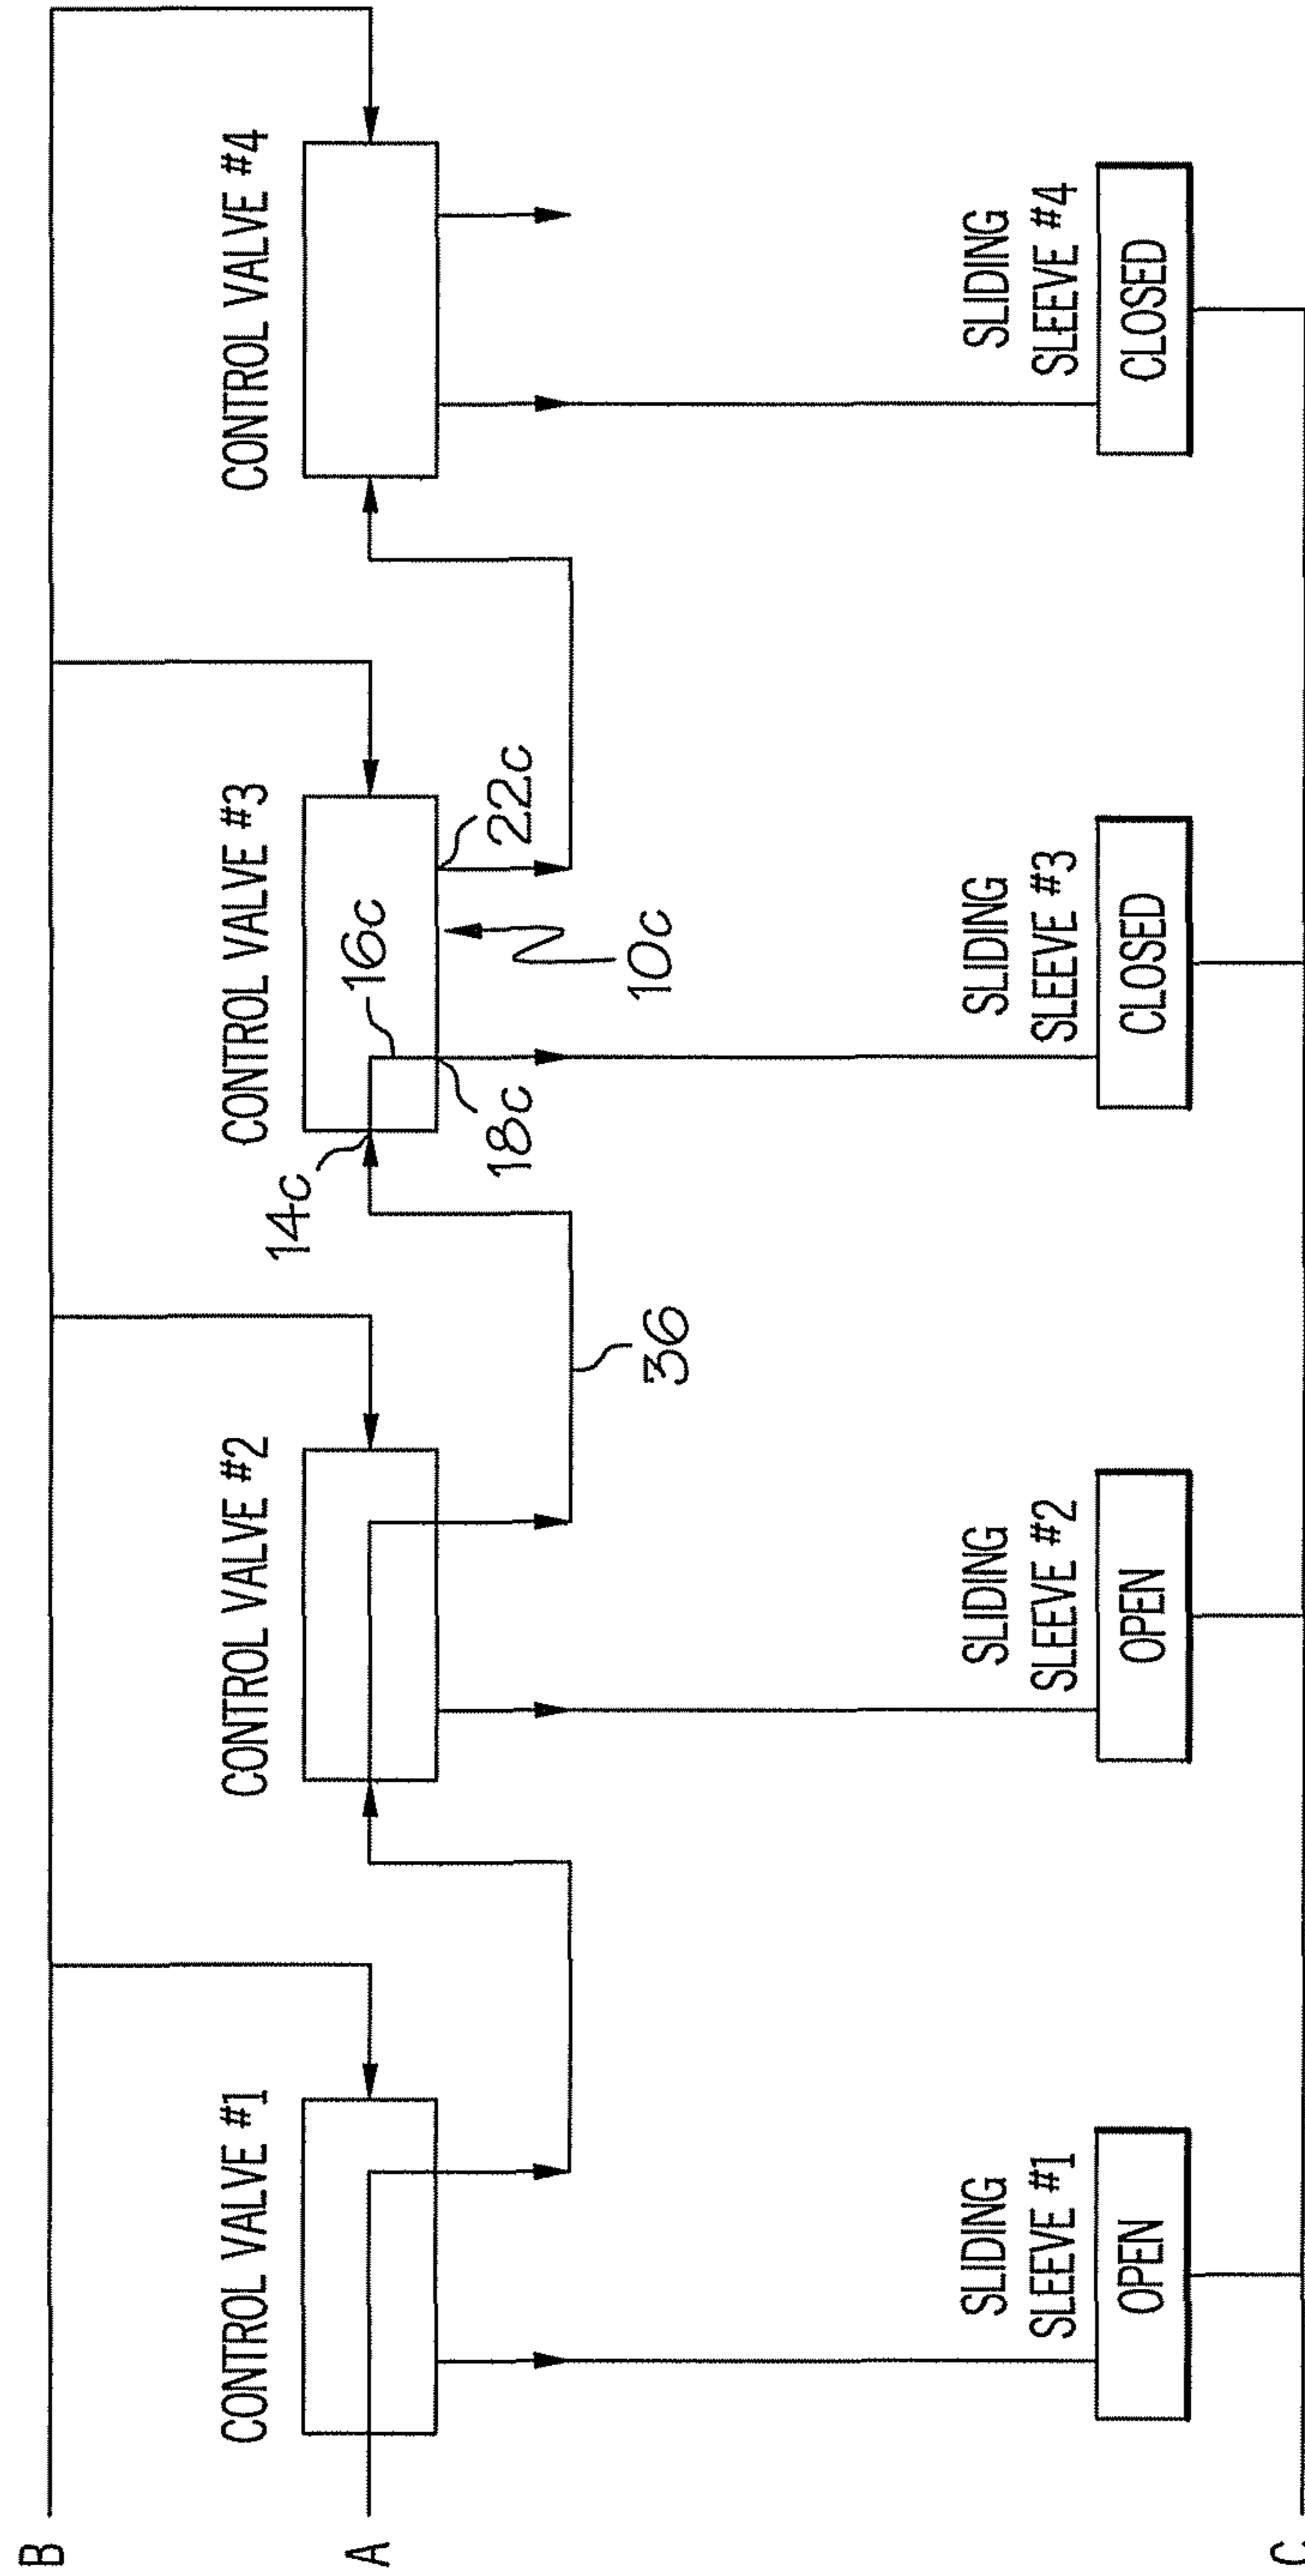 B
A
C
CONTROL VALVE #1
CONTROL VALVE #2
CONTROL VALVE #3
CONTROL VALVE #4
14c
16c
18c
22c
10c
36
SLIDING
SLEEVE #1
OPEN
SLIDING
SLEEVE #2
OPEN
SLIDING
SLEEVE #3
CLOSED
SLIDING
SLEEVE #4
CLOSED